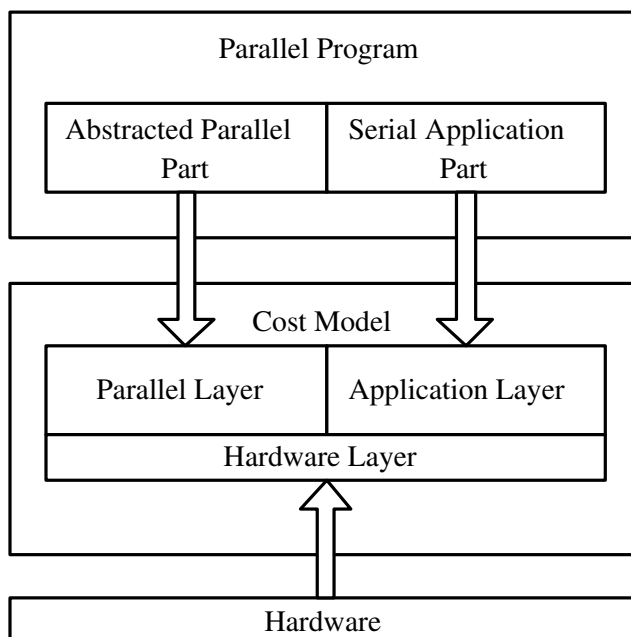 Parallel Program
Abstracted Parallel
Part
Serial Application
Part
Cost Model
Parallel Layer
Application Layer
Hardware Layer
Hardware